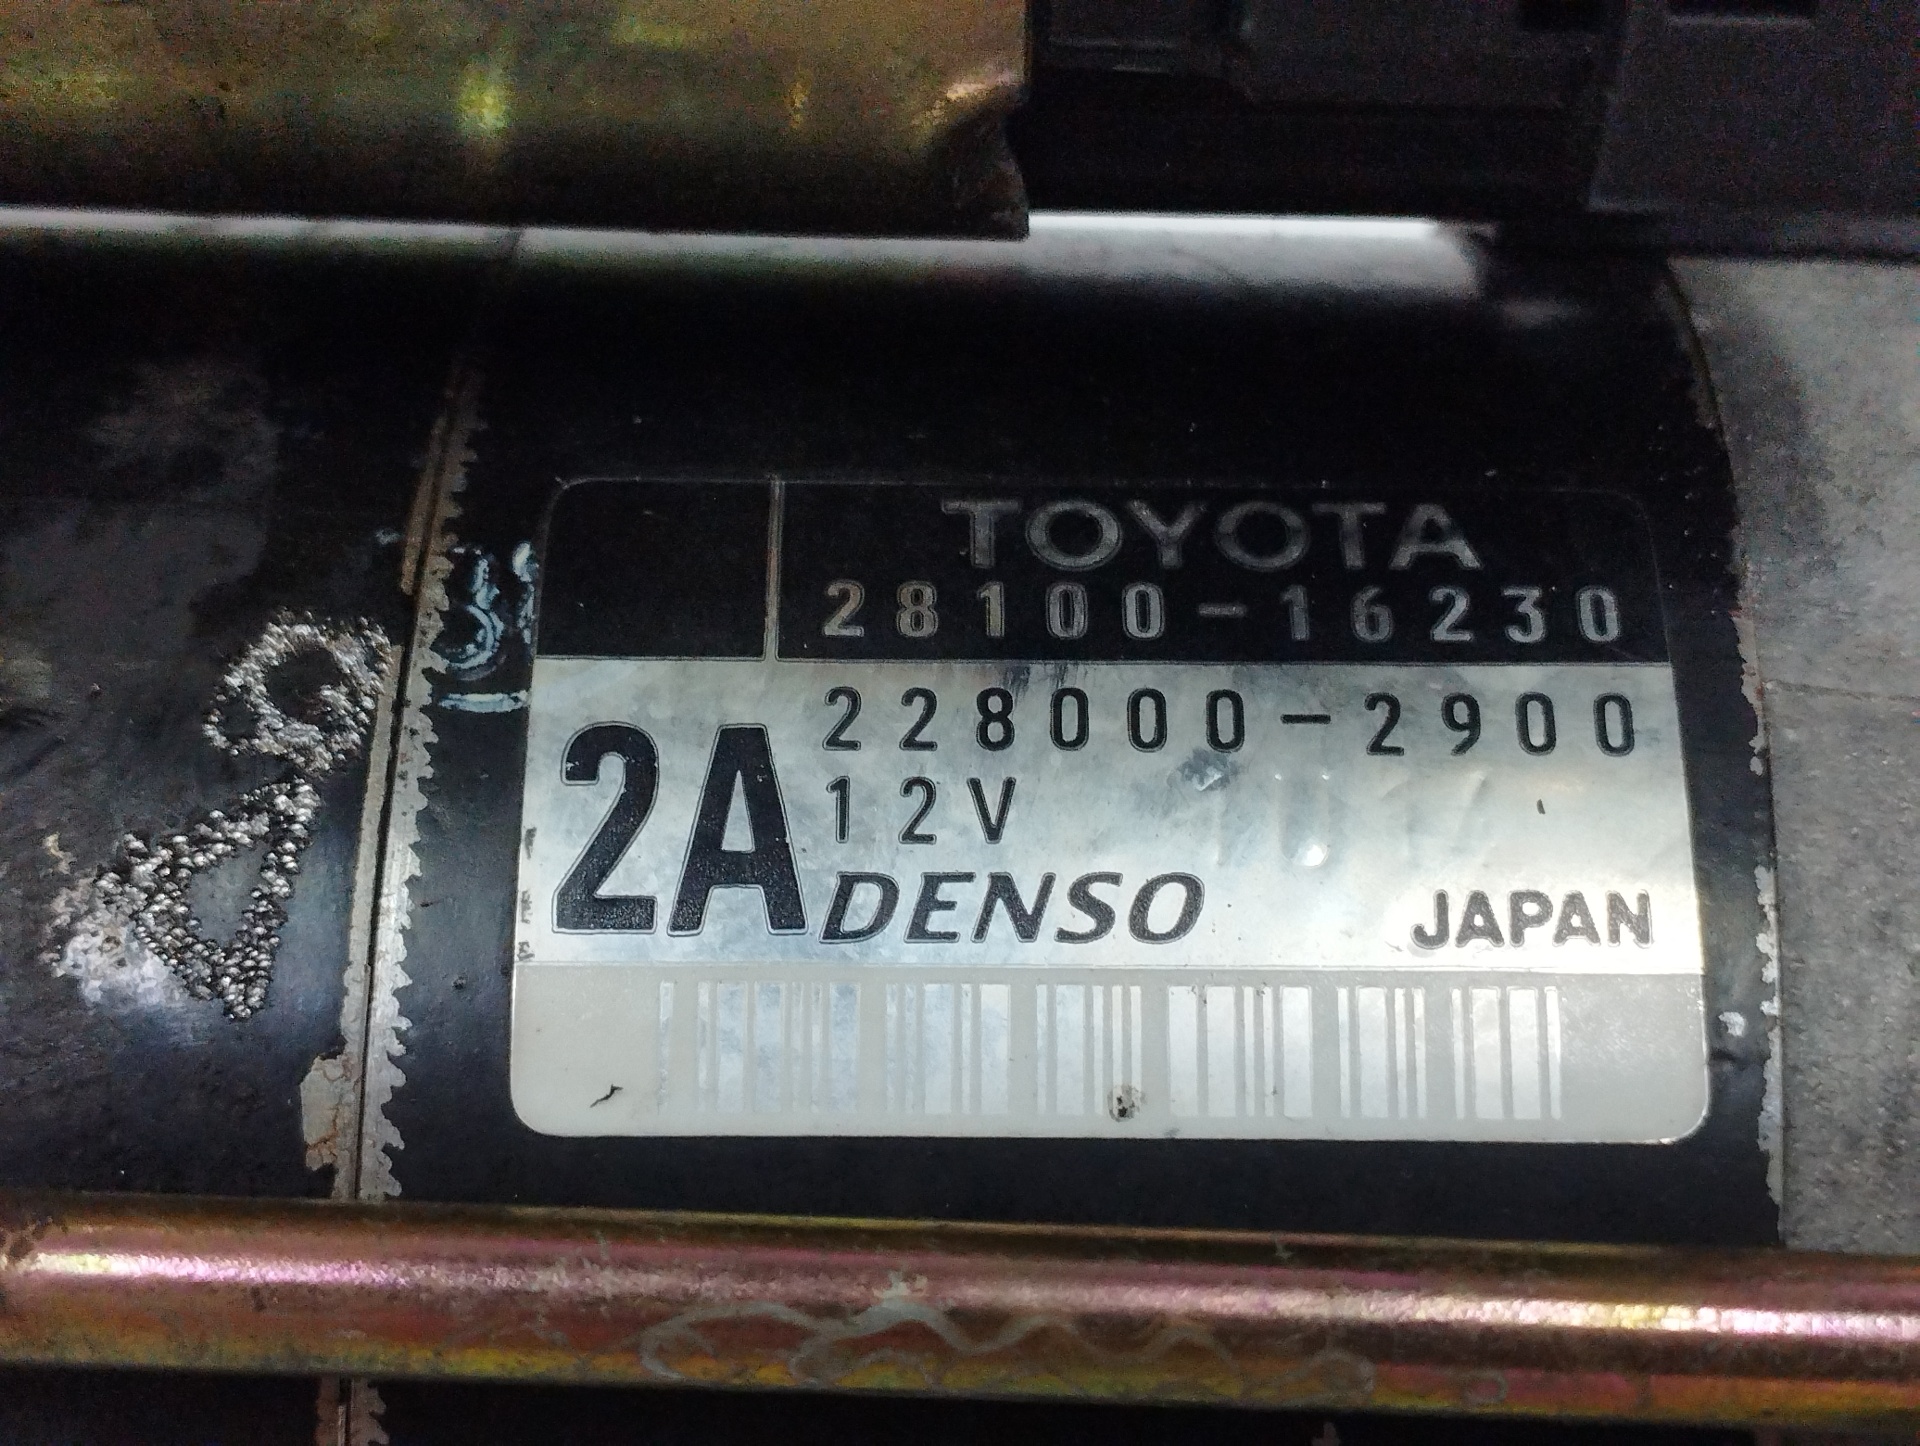 TOYOTA
28100-16230
228000-2900
2A
12V
DENSO
JAPAN